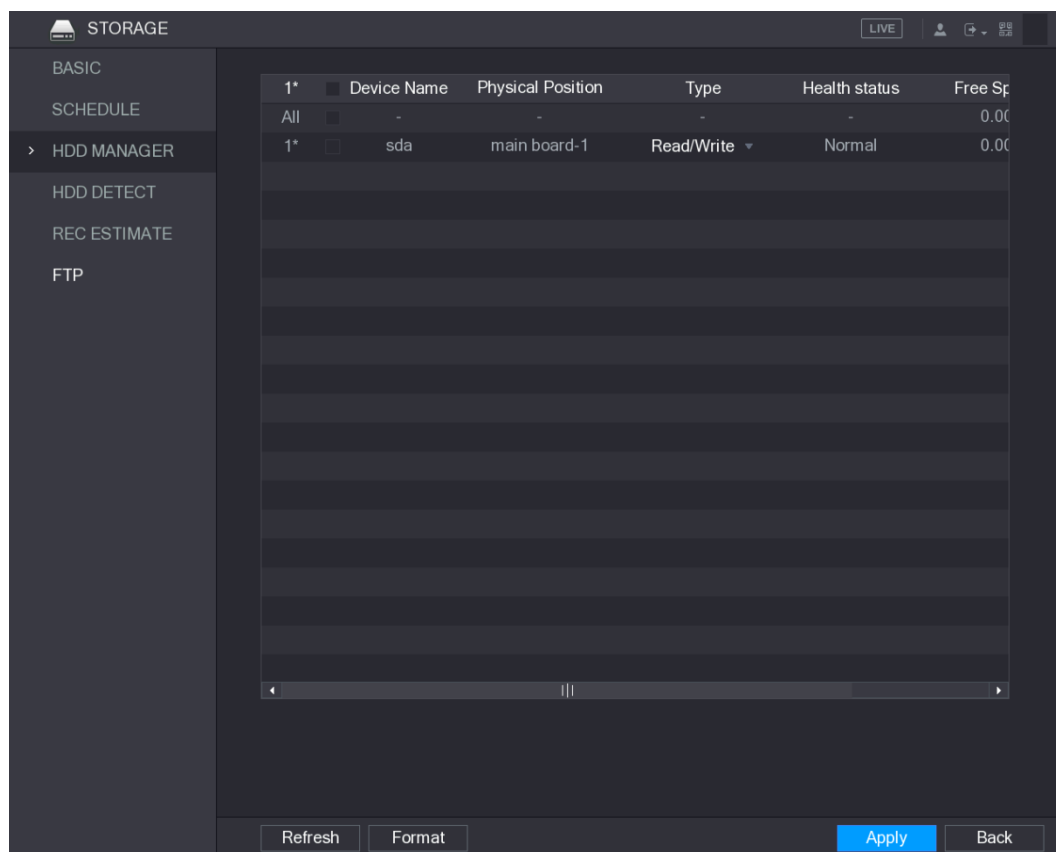 STORAGE LIVE
BASIC
SCHEDULE
HDD MANAGER
HDD DETECT
REC ESTIMATE
FTP
1* Device Name Physical Position Type Health status Free Sp
All - - - - 0.00
1* sda main board-1 Read/Write Normal 0.00
Refresh Format Apply Back